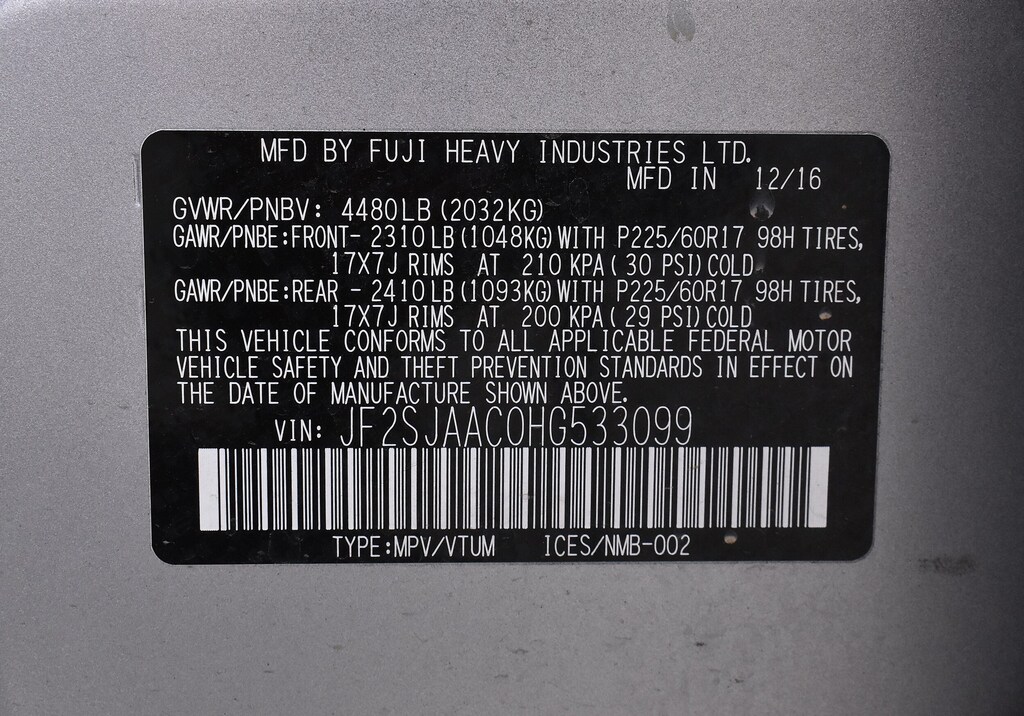 MFD BY FUJI HEAVY INDUSTRIES LTD.
MFD IN 12/16
GVWR/PNBV: 4480LB (2032KG)
GAWR/PNBE:FRONT- 2310 LB (1048KG) WITH P225/60R17 98H TIRES,
17X7J RIMS AT 210 KPA (30 PSI) COLD
GAWR/PNBE:REAR - 2410 LB (1093KG) WITH P225/60R17 98H TIRES,
17X7J RIMS AT 200 KPA (29 PSI) COLD
THIS VEHICLE CONFORMS TO ALL APPLICABLE FEDERAL MOTOR
VEHICLE SAFETY AND THEFT PREVENTION STANDARDS IN EFFECT ON
THE DATE OF MANUFACTURE SHOWN ABOVE.
VIN: JF2SJAAC0HG533099
TYPE:MPV/VTUM ICES/NMB-002